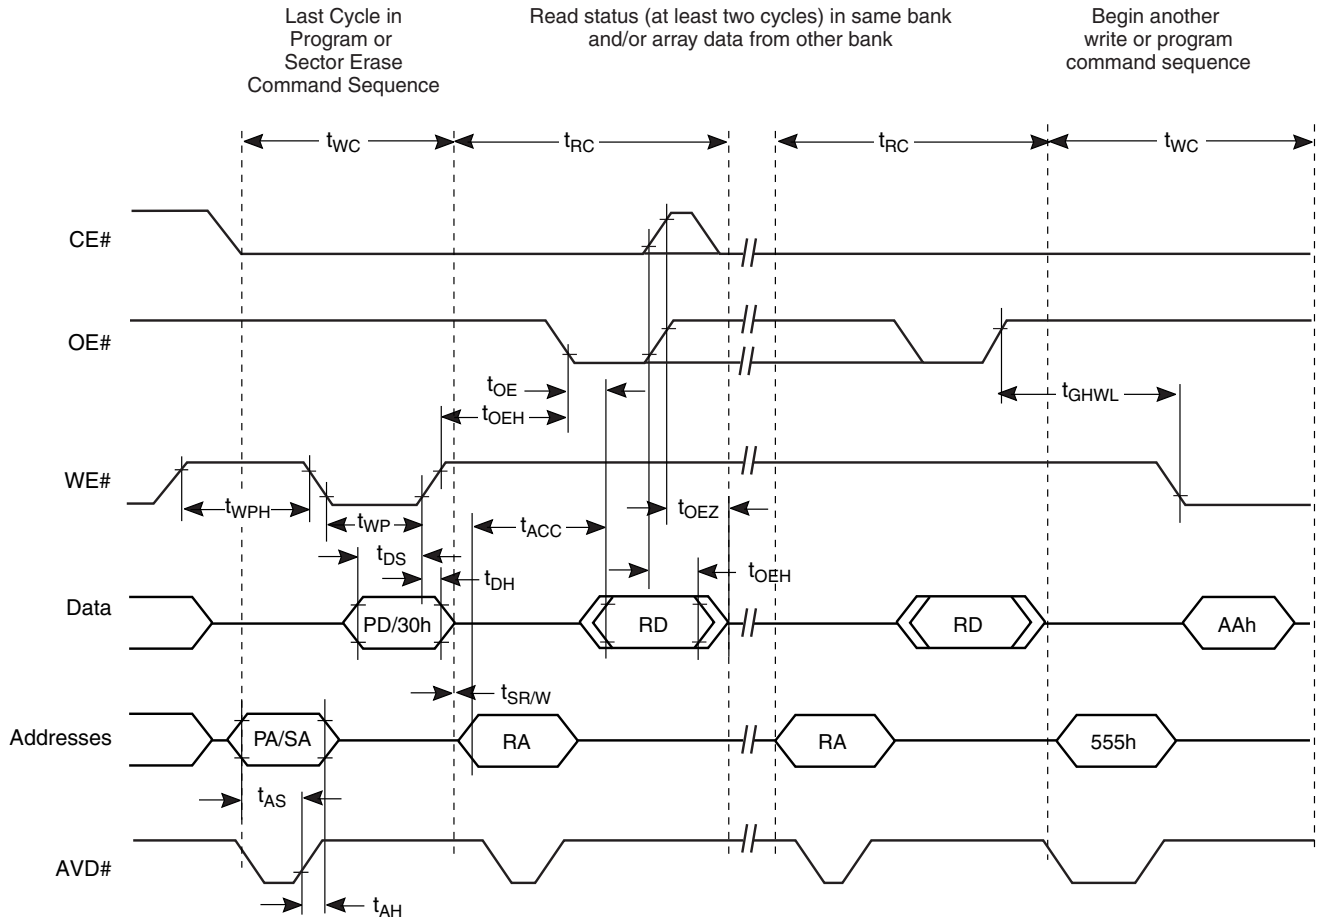 Last Cycle in
Program or
Sector Erase
Command Sequence
Read status (at least two cycles) in same bank
and/or array data from other bank
Begin another
write or program
command sequence
tWC
tRC
tRC
tWC
CE#
OE#
tOE
tOEH
tGHWL
WE#
tWPH
tWP
tACC
tOEZ
tDS
tDH
tOEH
Data
PD/30h
RD
RD
AAh
tSR/W
Addresses
PA/SA
RA
RA
555h
tAS
AVD#
tAH